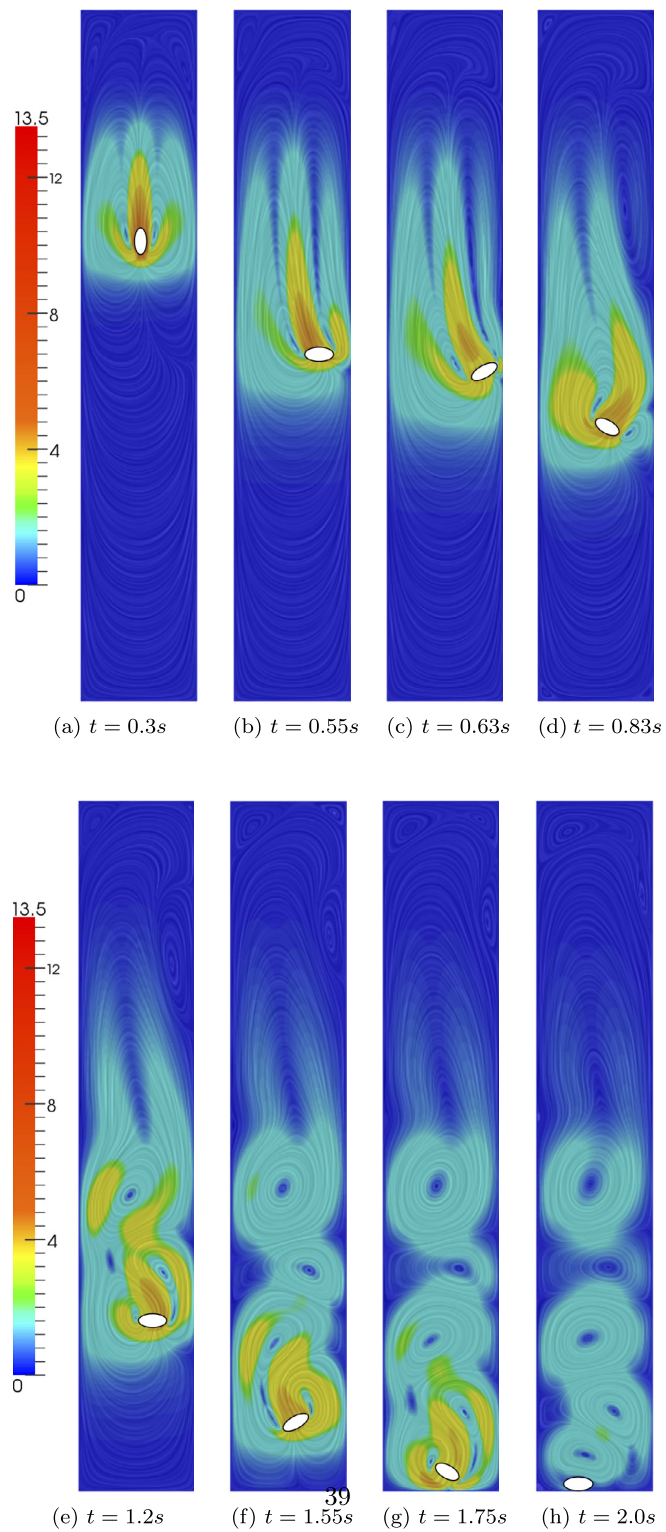 13.5
12
8
4
0
(a) t = 0.3s
(b) t = 0.55s
(c) t = 0.63s
(d) t = 0.83s
13.5
12
8
4
0
39
(e) t = 1.2s
(f) t = 1.55s
(g) t = 1.75s
(h) t = 2.0s